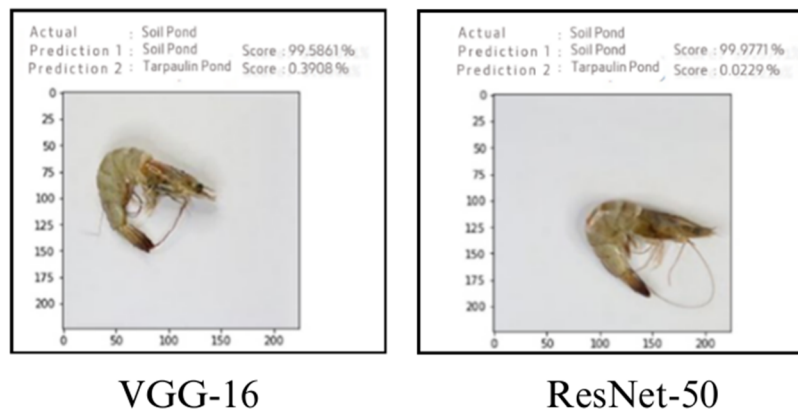 Actual : Soil Pond
Prediction 1 : Soil Pond Score : 99.5861 %
Prediction 2 : Tarpaulin Pond Score : 0.3908 %
0
25
50
75
100
125
150
175
200
0 50 100 150 200
VGG-16
Actual : Soil Pond
Prediction 1 : Soil Pond Score : 99.9771 %
Prediction 2 : Tarpaulin Pond Score : 0.0229 %
0
25
50
75
100
125
150
175
200
0 50 100 150 200
ResNet-50